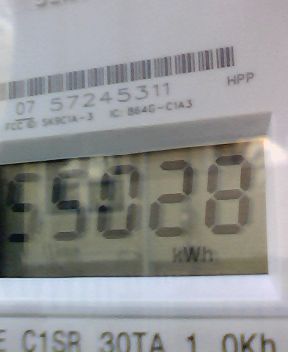 07 57245311
HPP
FCC ID: SK9C1A-3 IC: 864G-C1A3
55028
kWh
C1SR 30TA 1.0Kh